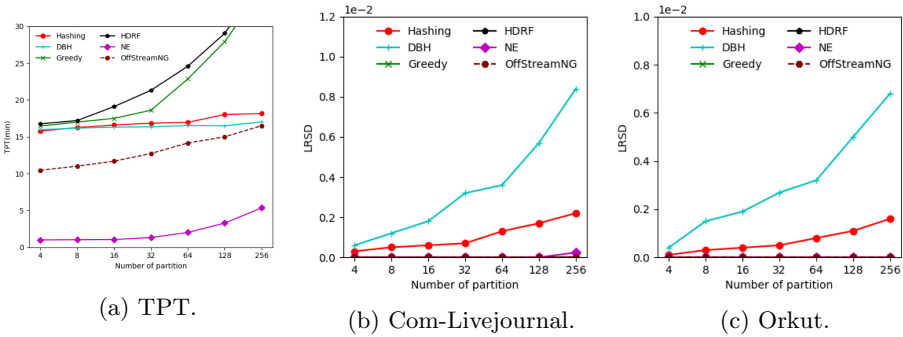 Hashing
DBH
Greedy
HDRF
NE
OffStreamNG
30
25
20
15
10
5
0
TPT(min)
4 8 16 32 64 128 256
Number of partition
(a) TPT.
1e-2
1.2
1.0
0.8
0.6
0.4
0.2
0.0
LRSD
Hashing
DBH
Greedy
HDRF
NE
OffStreamNG
4 8 16 32 64 128 256
Number of partition
(b) Com-Livejournal.
1e-2
1.0
0.8
0.6
0.4
0.2
0.0
LRSD
Hashing
DBH
Greedy
HDRF
NE
OffStreamNG
4 8 16 32 64 128 256
Number of partition
(c) Orkut.